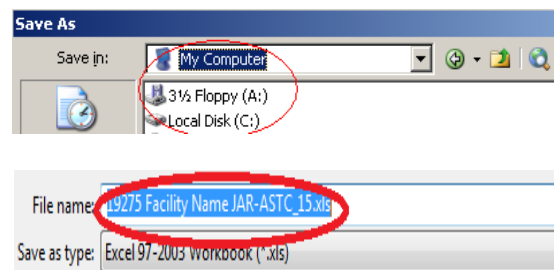 Save As
Save in: My Computer
3½ Floppy (A:)
Local Disk (C:)
File name: 19275 Facility Name JAR-ASTC_15.xls
Save as type: Excel 97-2003 Workbook (*.xls)